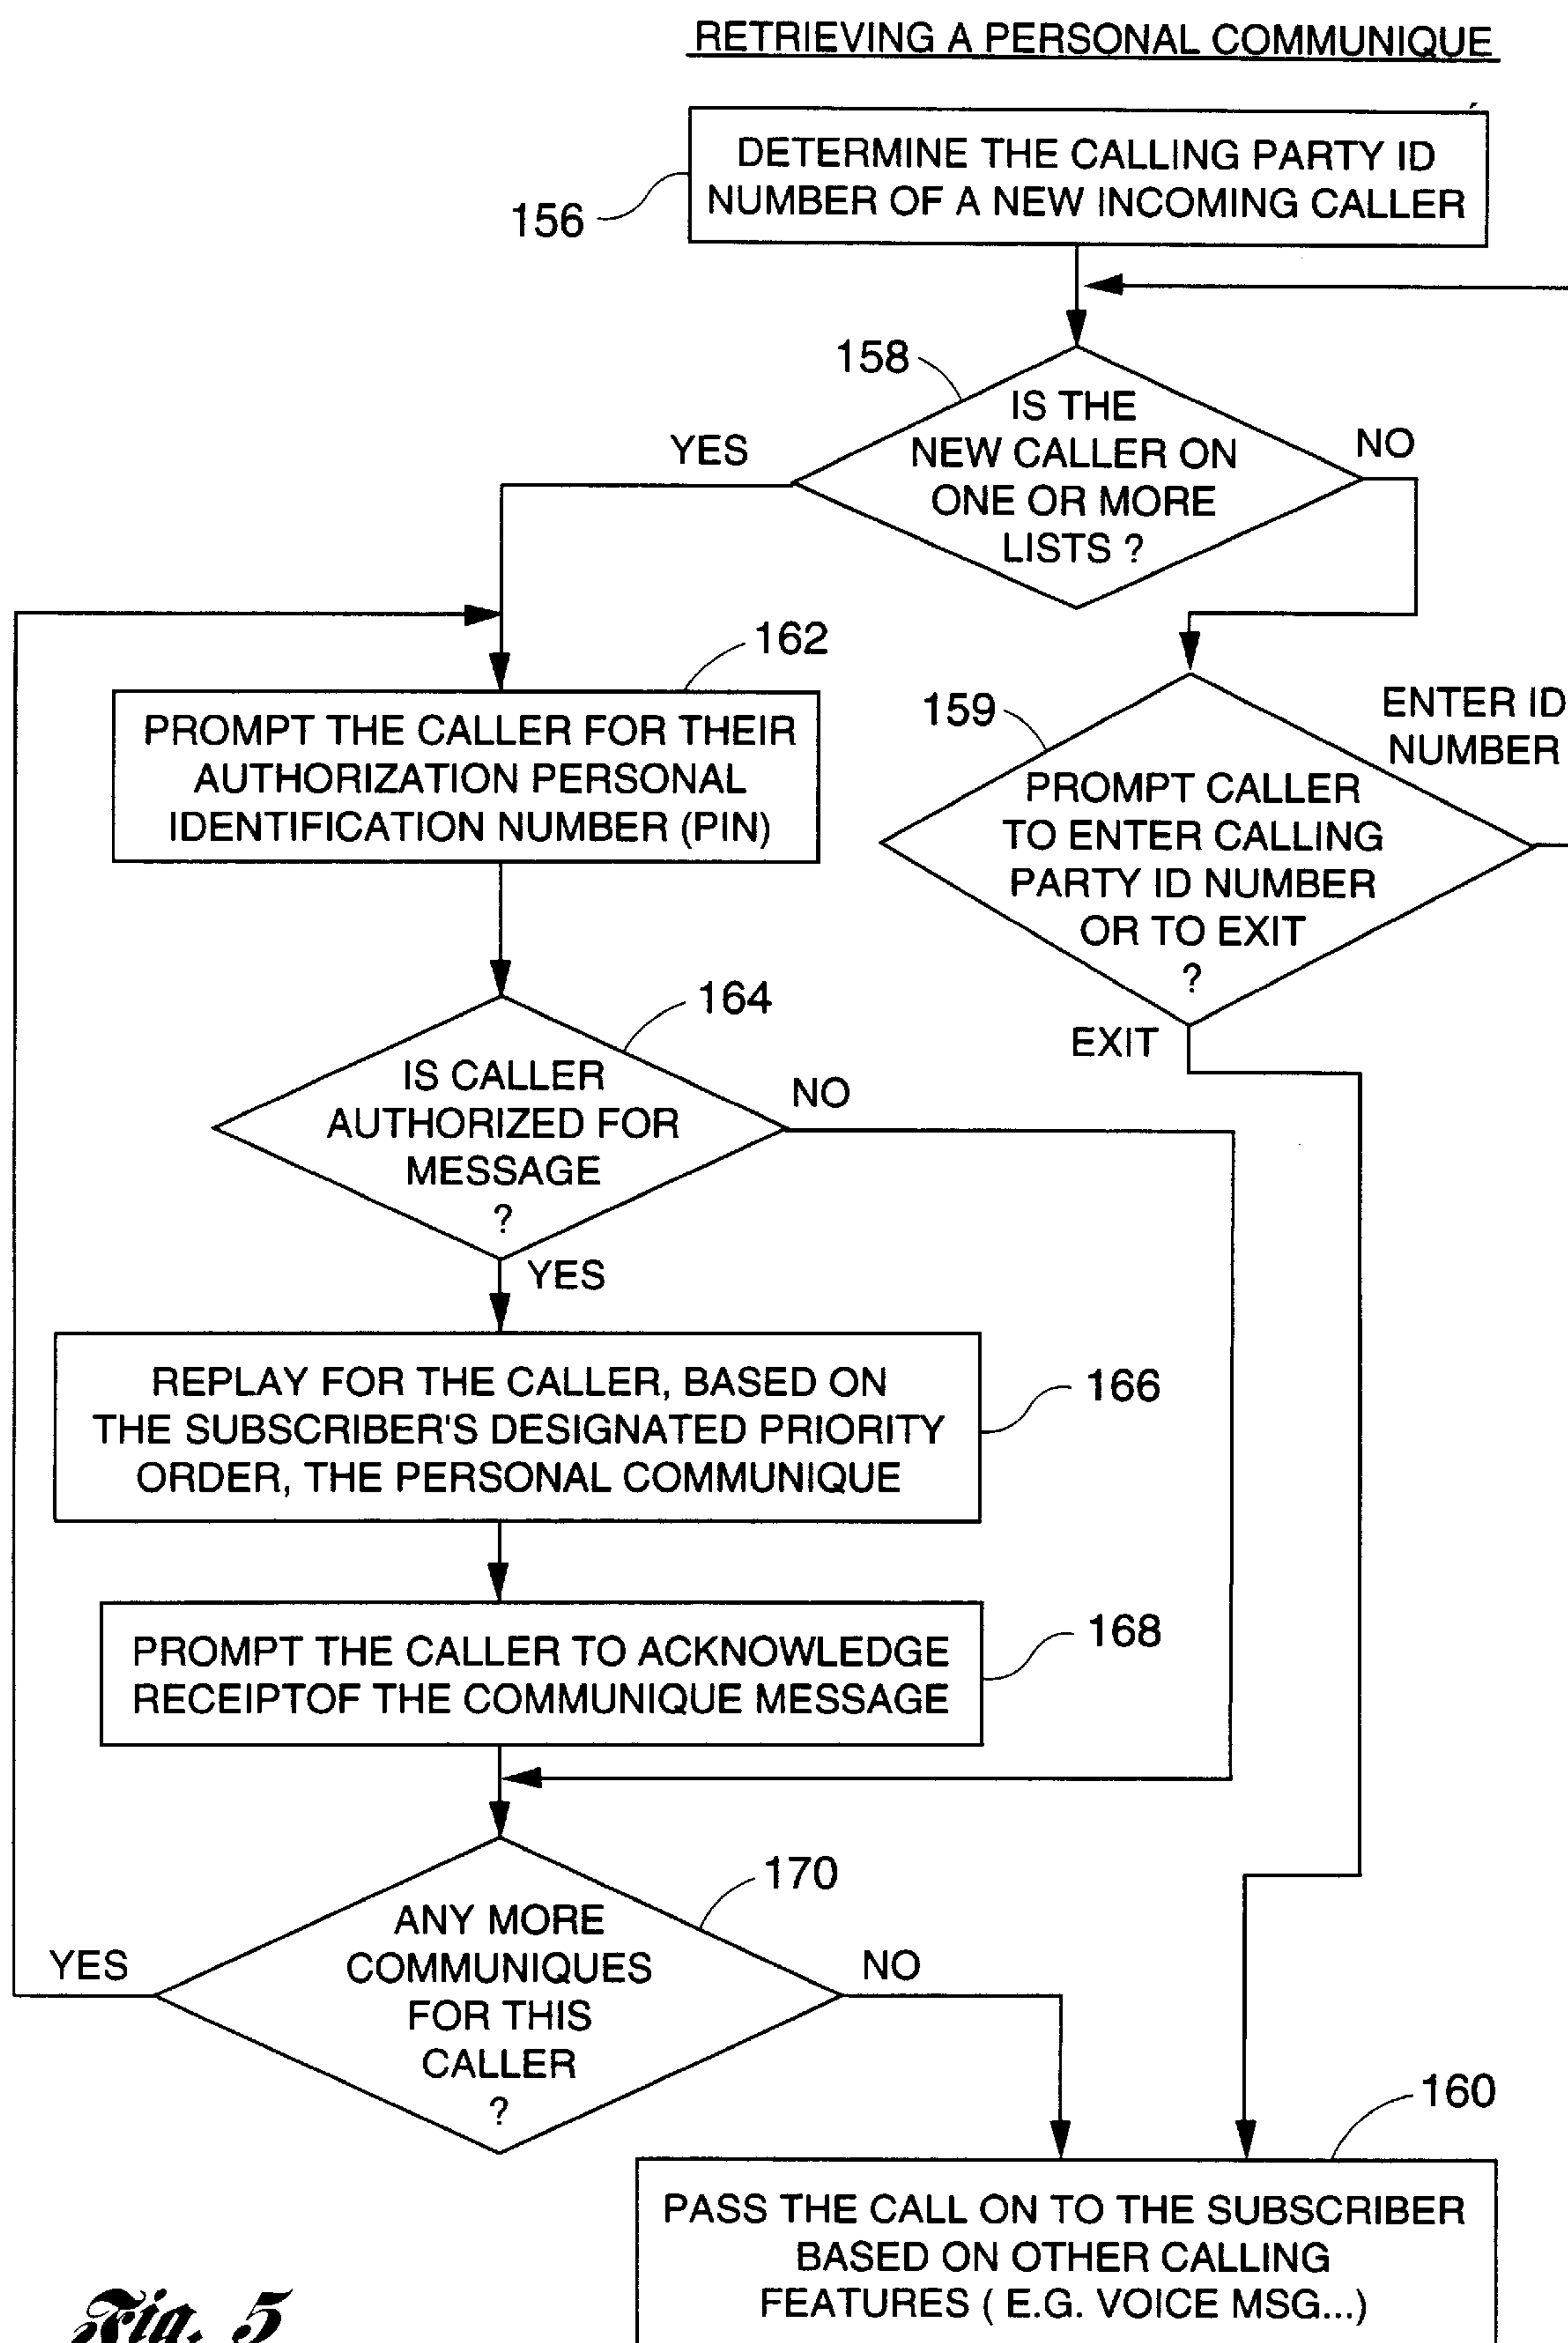 RETRIEVING A PERSONAL COMMUNIQUE
DETERMINE THE CALLING PARTY ID
NUMBER OF A NEW INCOMING CALLER
156
158
IS THE
NEW CALLER ON
ONE OR MORE
LISTS ?
YES
NO
162
PROMPT THE CALLER FOR THEIR
AUTHORIZATION PERSONAL
IDENTIFICATION NUMBER (PIN)
159
ENTER ID
NUMBER
PROMPT CALLER
TO ENTER CALLING
PARTY ID NUMBER
OR TO EXIT
?
EXIT
164
IS CALLER
AUTHORIZED FOR
MESSAGE
?
NO
YES
REPLAY FOR THE CALLER, BASED ON
THE SUBSCRIBER'S DESIGNATED PRIORITY
ORDER, THE PERSONAL COMMUNIQUE
166
PROMPT THE CALLER TO ACKNOWLEDGE
RECEIPTOF THE COMMUNIQUE MESSAGE
168
170
ANY MORE
COMMUNIQUES
FOR THIS
CALLER
?
YES
NO
160
PASS THE CALL ON TO THE SUBSCRIBER
BASED ON OTHER CALLING
FEATURES ( E.G. VOICE MSG...)
Fig. 5